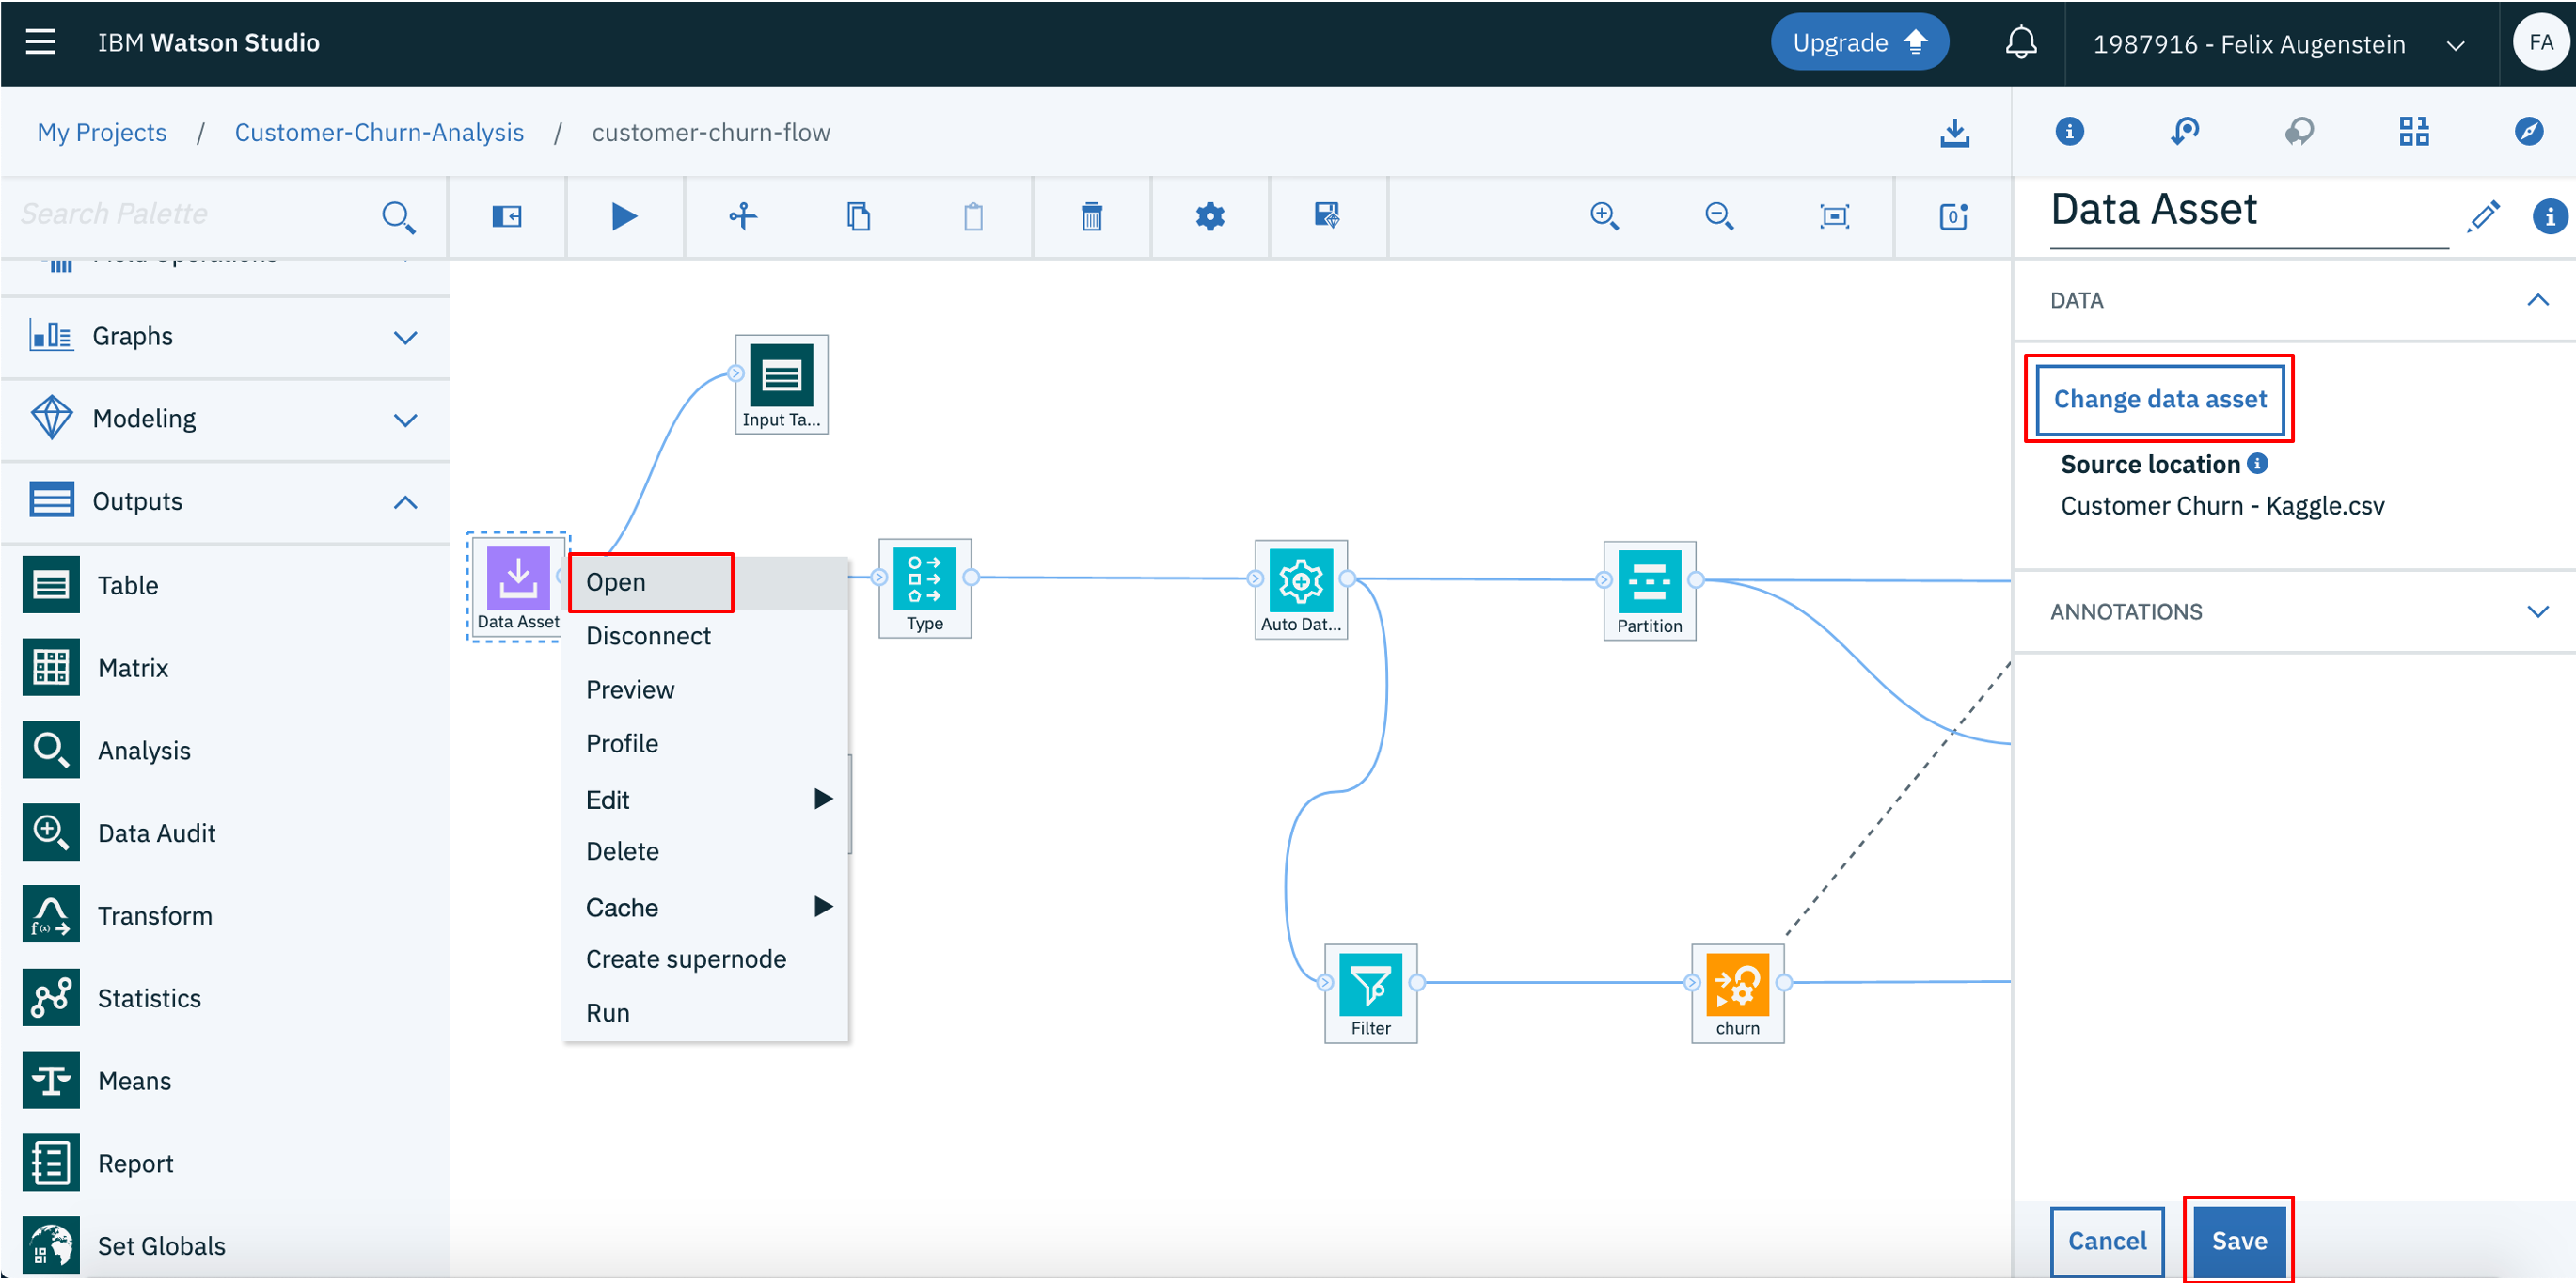 IBM Watson Studio
Upgrade
1987916 - Felix Augenstein
FA
My Projects / Customer-Churn-Analysis / customer-churn-flow
Search Palette
Data Asset
Graphs
Modeling
Outputs
Table
Matrix
Analysis
Data Audit
Transform
Statistics
Means
Report
Set Globals
Input Ta...
Data Asset
Type
Auto Dat...
Partition
Filter
churn
Open
Disconnect
Preview
Profile
Edit
Delete
Cache
Create supernode
Run
DATA
Change data asset
Source location
Customer Churn - Kaggle.csv
ANNOTATIONS
Cancel
Save